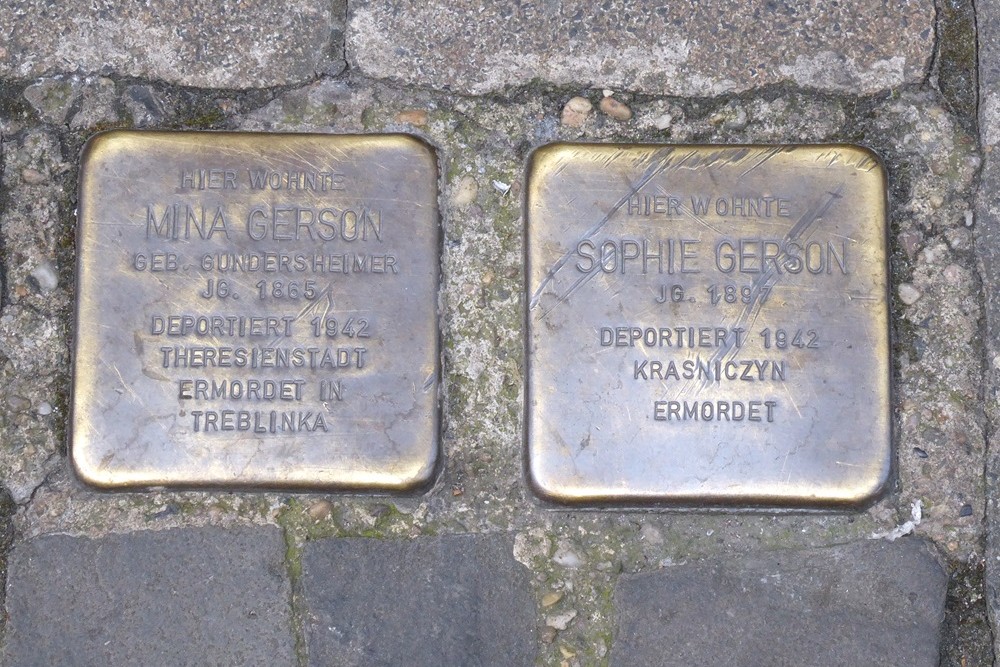 HIER WOHNTE
MINA GERSON
GEB. GUNDERSHEIMER
JG. 1865
DEPORTIERT 1942
THERESIENSTADT
ERMORDET IN
TREBLINKA
HIER WOHNTE
SOPHIE GERSON
JG. 1897
DEPORTIERT 1942
KRASNICZYN
ERMORDET